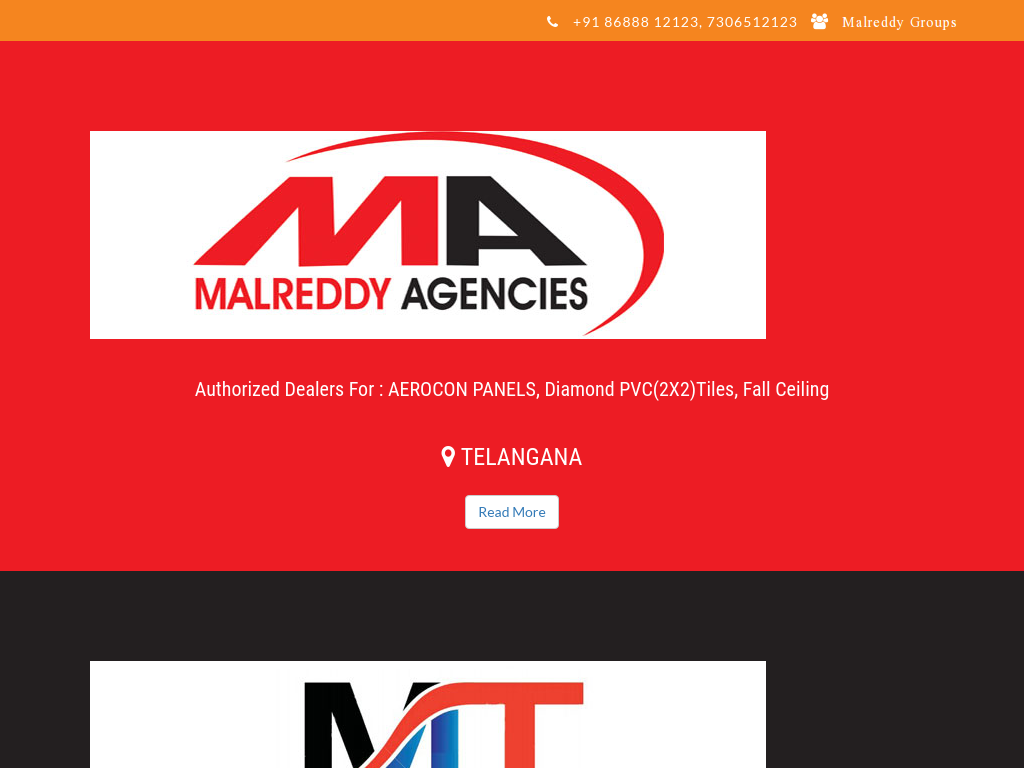 +91 86888 12123, 7306512123 Malreddy Groups
MA
MALREDDY AGENCIES
Authorized Dealers For : AEROCON PANELS, Diamond PVC(2X2)Tiles, Fall Ceiling
TELANGANA
Read More
MT